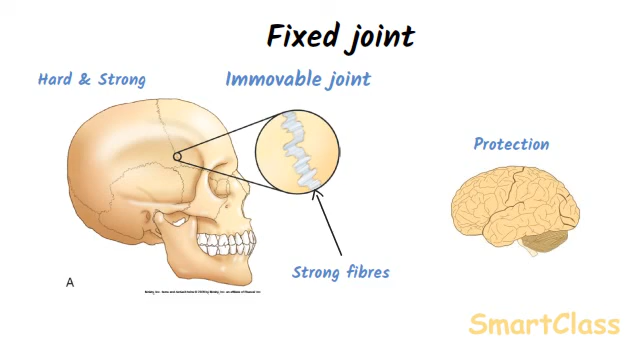 Fixed joint
Hard & Strong
Immovable joint
Protection
Strong fibres
A
SmartClass